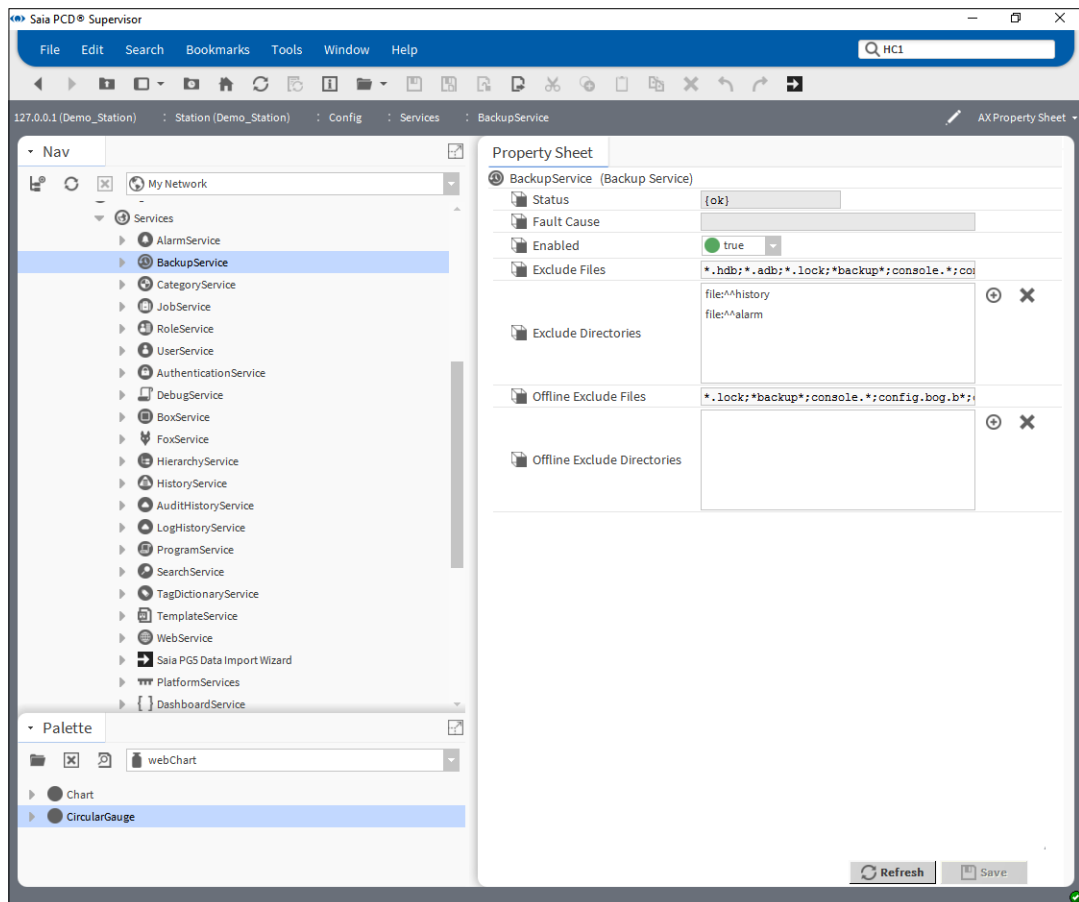 Saia PCD® Supervisor
File Edit Search Bookmarks Tools Window Help
HC1
127.0.0.1 (Demo_Station) : Station (Demo_Station) : Config : Services : BackupService
AX Property Sheet
Nav
My Network
Services
AlarmService
BackupService
CategoryService
JobService
RoleService
UserService
AuthenticationService
DebugService
BoxService
FoxService
HierarchyService
HistoryService
AuditHistoryService
LogHistoryService
ProgramService
SearchService
TagDictionaryService
TemplateService
WebService
Saia PG5 Data Import Wizard
PlatformServices
{ } DashboardService
Palette
webChart
Chart
CircularGauge
Property Sheet
BackupService (Backup Service)
Status {ok}
Fault Cause
Enabled true
Exclude Files *.hdb;*.adb;*.lock;*backup*;console.*;co
Exclude Directories
file:^^history
file:^^alarm
Offline Exclude Files *.lock;*backup*;console.*;config.bog.b*;
Offline Exclude Directories
Refresh Save